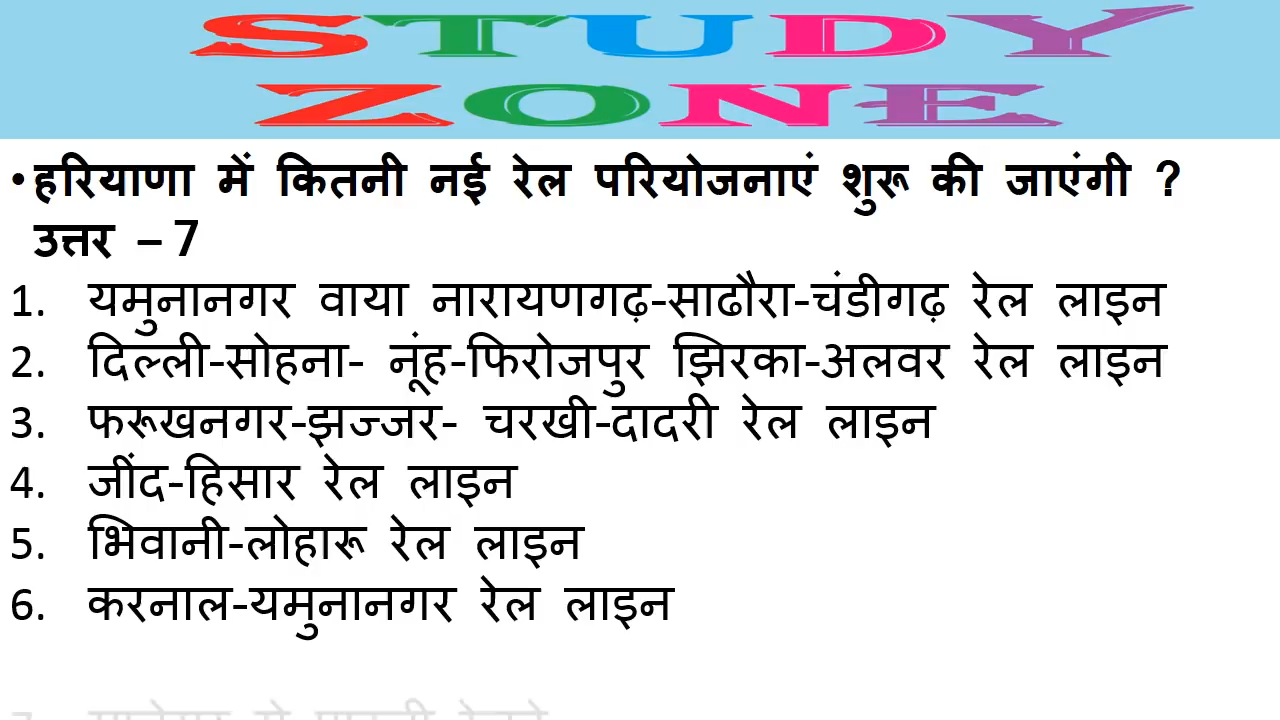 STUDY
ZONE
•हरियाणा में कितनी नई रेल परियोजनाएं शुरू की जाएंगी ?
उत्तर – 7
1. यमुनानगर वाया नारायणगढ़-साढौरा-चंडीगढ़ रेल लाइन
2. दिल्ली-सोहना- नूंह-फिरोजपुर झिरका-अलवर रेल लाइन
3. फरूखनगर-झज्जर- चरखी-दादरी रेल लाइन
4. जींद-हिसार रेल लाइन
5. भिवानी-लोहारू रेल लाइन
6. करनाल-यमुनानगर रेल लाइन